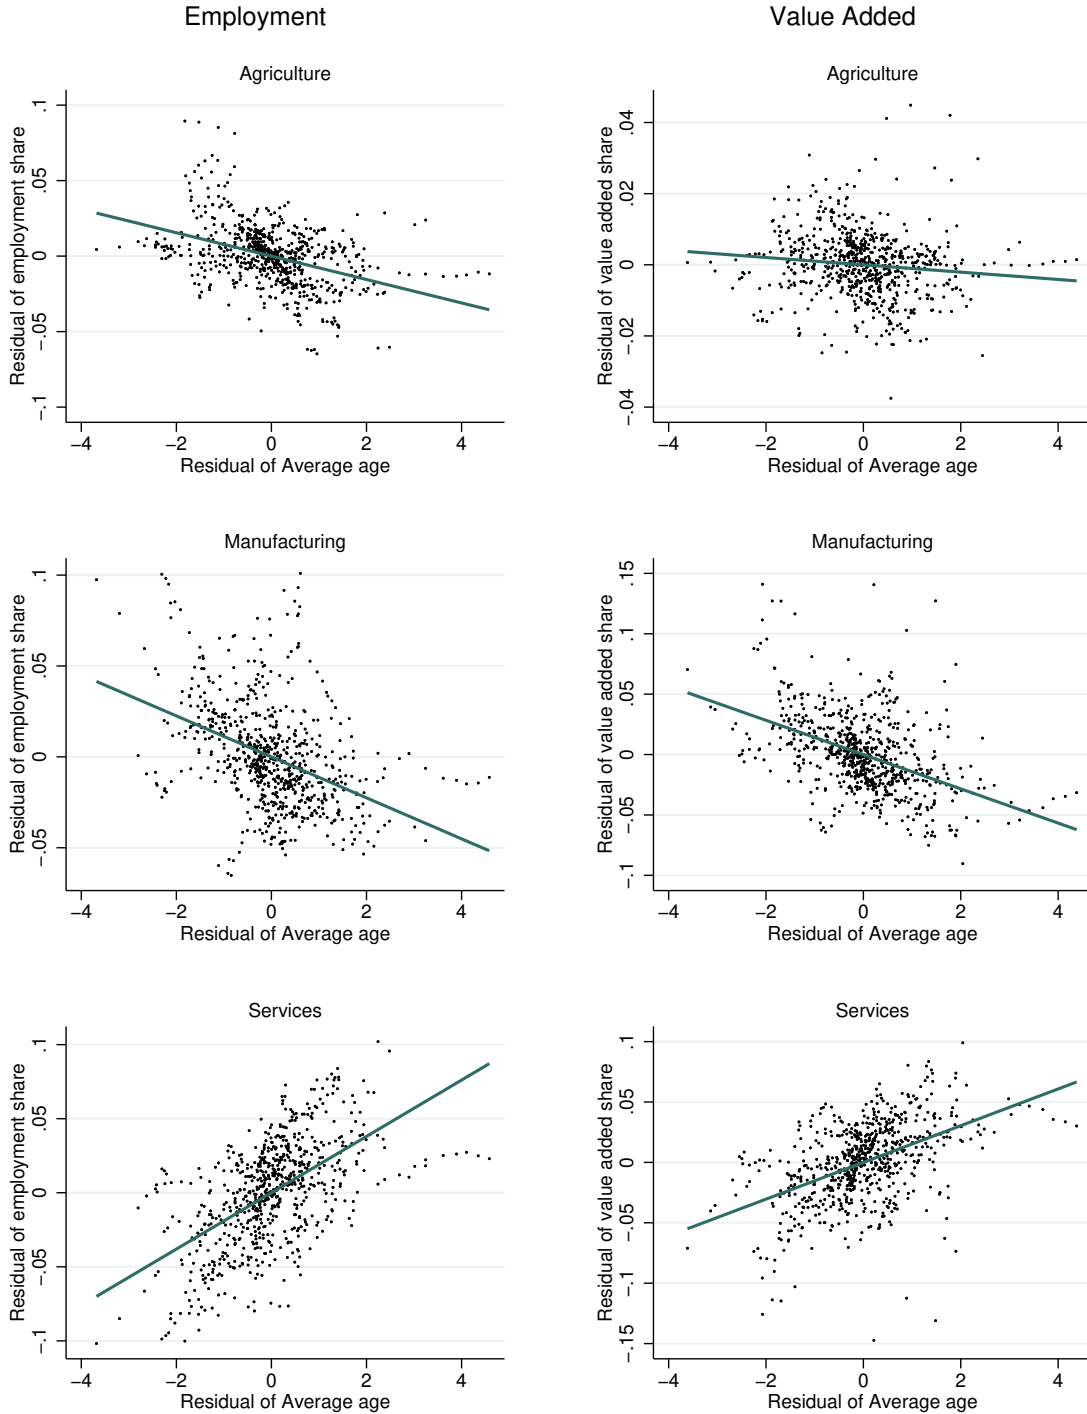 Employment
Value Added
Agriculture
Residual of employment share
.1
.05
0
−.05
−.1
−4 −2 0 2 4
Residual of Average age
Agriculture
Residual of value added share
.04
.02
0
−.02
−.04
−4 −2 0 2 4
Residual of Average age
Manufacturing
Residual of employment share
.1
.05
0
−.05
−4 −2 0 2 4
Residual of Average age
Manufacturing
Residual of value added share
.15
.1
.05
0
−.05
−.1
−4 −2 0 2 4
Residual of Average age
Services
Residual of employment share
.1
.05
0
−.05
−.1
−4 −2 0 2 4
Residual of Average age
Services
Residual of value added share
.1
.05
0
−.05
−.1
−.15
−4 −2 0 2 4
Residual of Average age